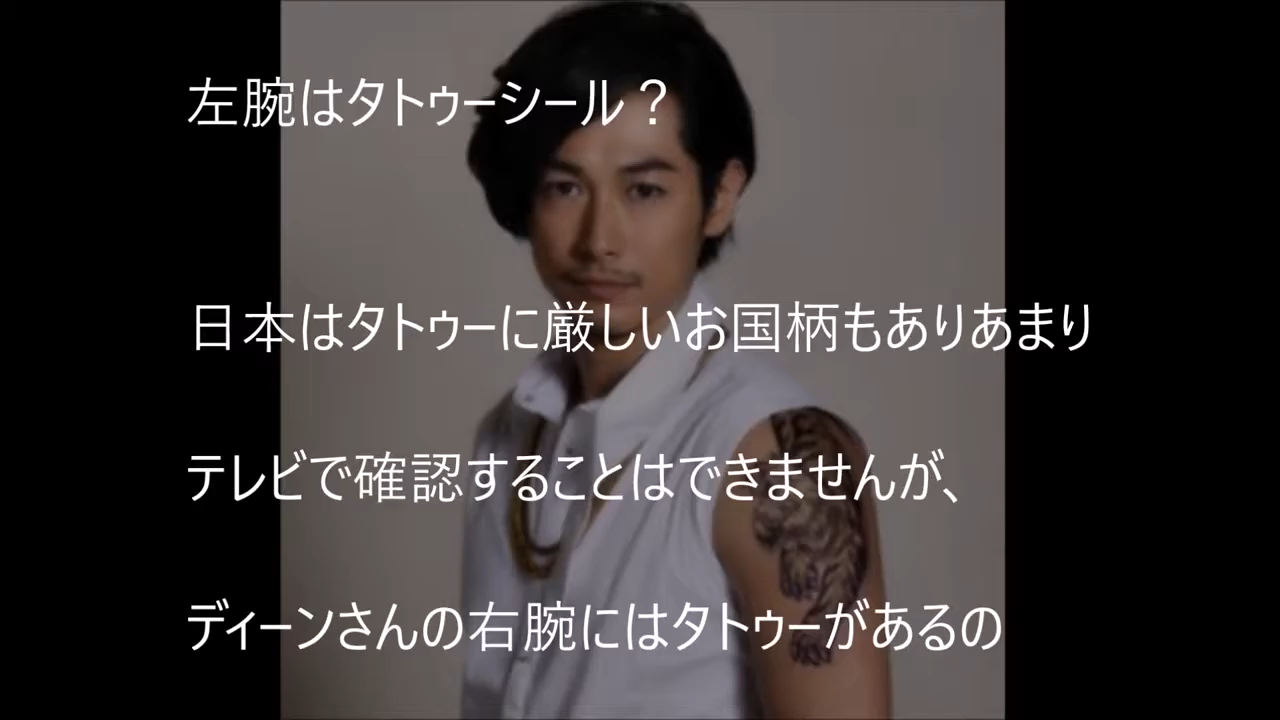 左腕はタトゥーシール？
日本はタトゥーに厳しいお国柄もありあまり
テレビで確認することはできませんが、
ディーンさんの右腕にはタトゥーがあるの